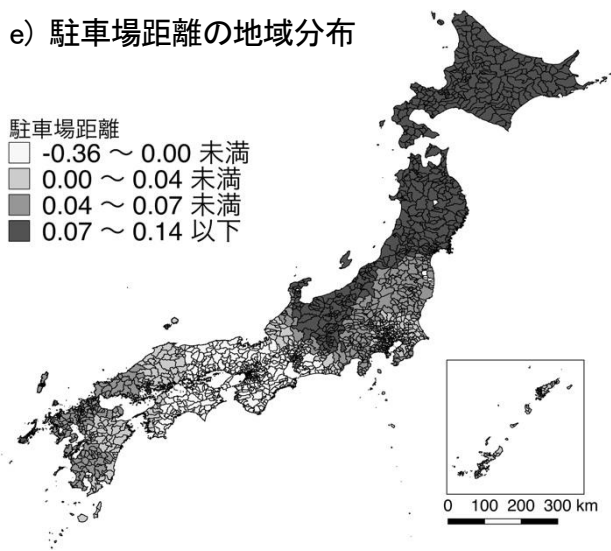 e) 駐車場距離の地域分布
駐車場距離
-0.36 ～ 0.00 未満
0.00 ～ 0.04 未満
0.04 ～ 0.07 未満
0.07 ～ 0.14 以下
0 100 200 300 km